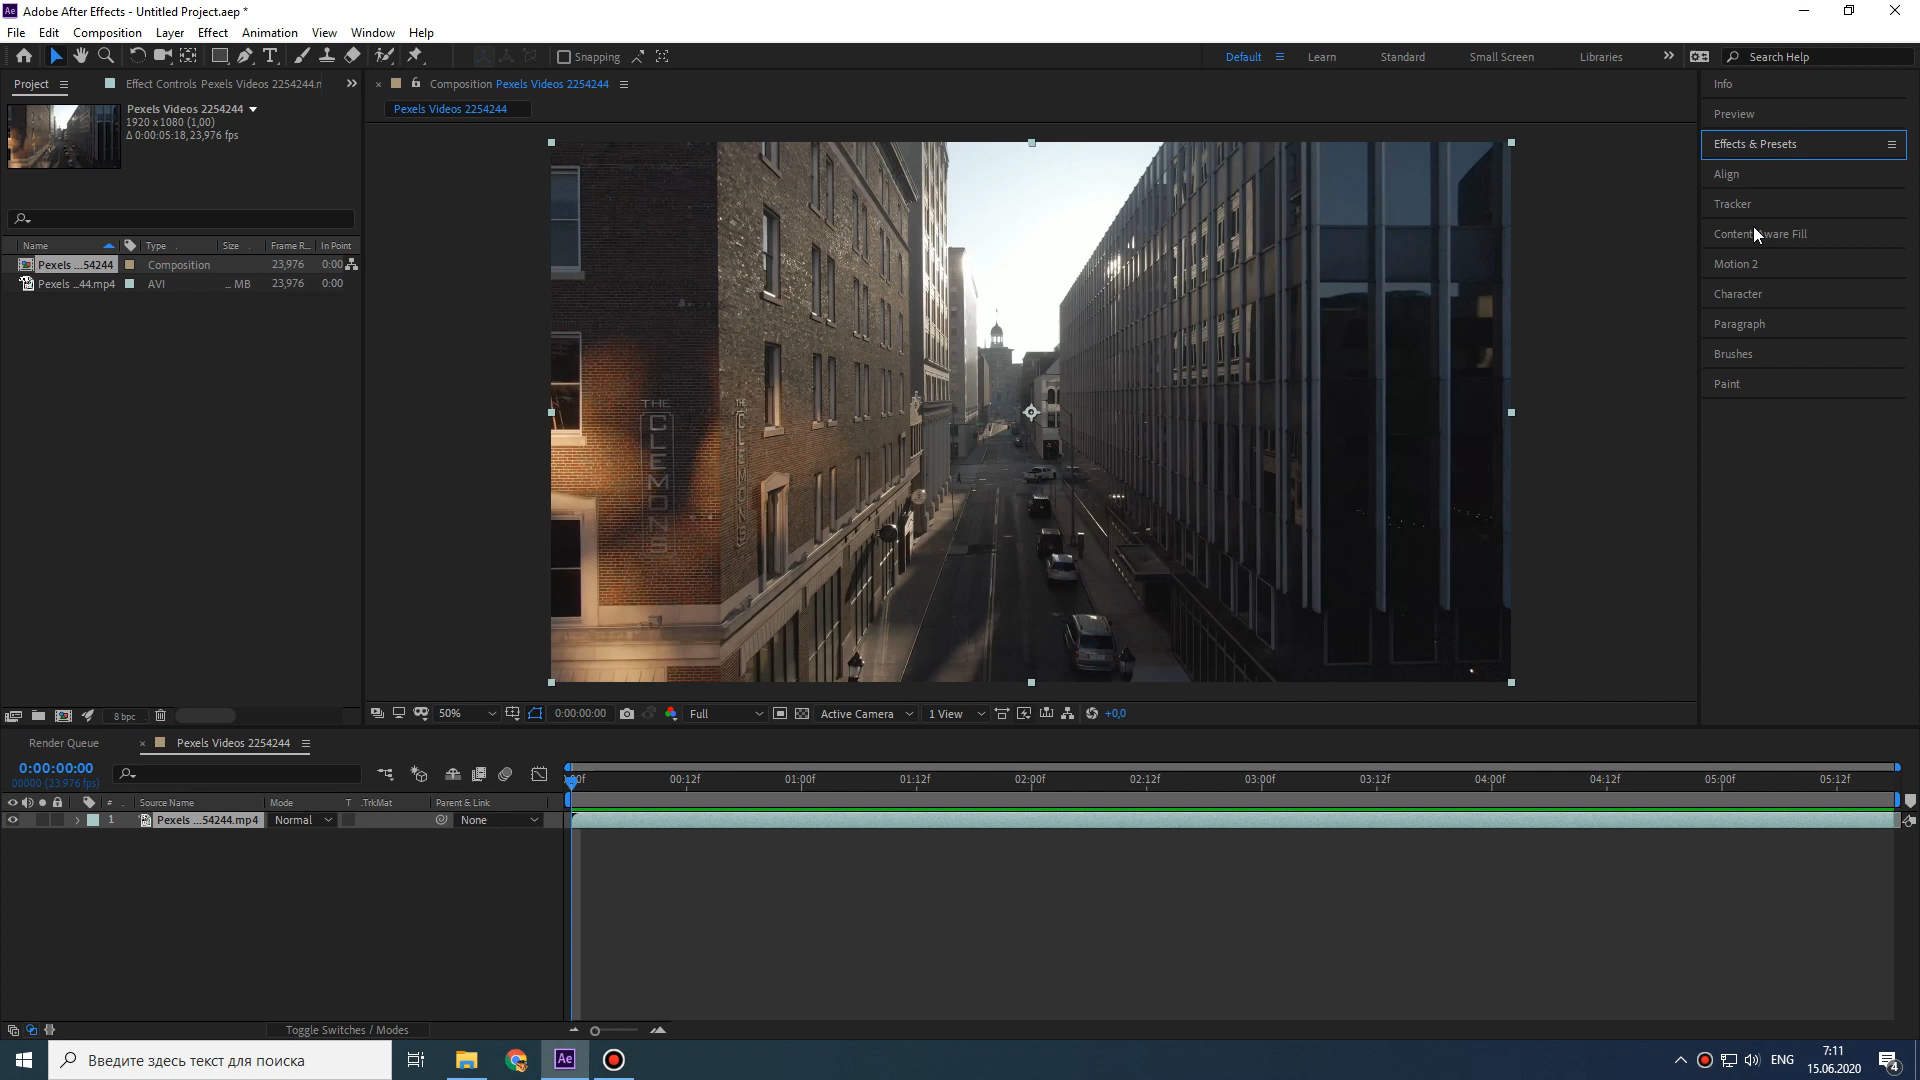 Adobe After Effects - Untitled Project.aep *
File Edit Composition Layer Effect Animation View Window Help
Snapping
Default Learn Standard Small Screen Libraries Search Help
Project Effect Controls Pexels Videos 2254244.n
Composition Pexels Videos 2254244
Pexels Videos 2254244
1920 x 1080 (1,00)
Δ 0:00:05:18, 23,976 fps
Pexels Videos 2254244
Info
Preview
Effects & Presets
Align
Tracker
Content-Aware Fill
Motion 2
Character
Paragraph
Brushes
Paint
Name Type Size Frame R... In Point
Pexels ...54244 Composition 23,976 0:00
Pexels ...44.mp4 AVI ... MB 23,976 0:00
THE CLEMONS
THE CLEMONS
8 bpc
50% 0:00:00:00 Full Active Camera 1 View +0,0
Render Queue Pexels Videos 2254244
0:00:00:00
00000 (23.976 fps)
:00f 00:12f 01:00f 01:12f 02:00f 02:12f 03:00f 03:12f 04:00f 04:12f 05:00f 05:12f
# Source Name Mode T .TrkMat Parent & Link
1 Pexels ...54244.mp4 Normal None
Toggle Switches / Modes
Введите здесь текст для поиска
Ae
ENG
7:11
15.06.2020
4